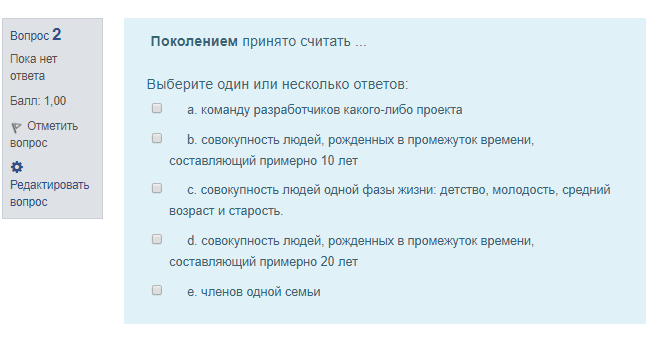 Вопрос 2
Пока нет
ответа
Балл: 1,00
Отметить
вопрос
Редактировать
вопрос
Поколением принято считать ...
Выберите один или несколько ответов:
a. команду разработчиков какого-либо проекта
b. совокупность людей, рожденных в промежуток времени,
составляющий примерно 10 лет
c. совокупность людей одной фазы жизни: детство, молодость, средний
возраст и старость.
d. совокупность людей, рожденных в промежуток времени,
составляющий примерно 20 лет
e. членов одной семьи